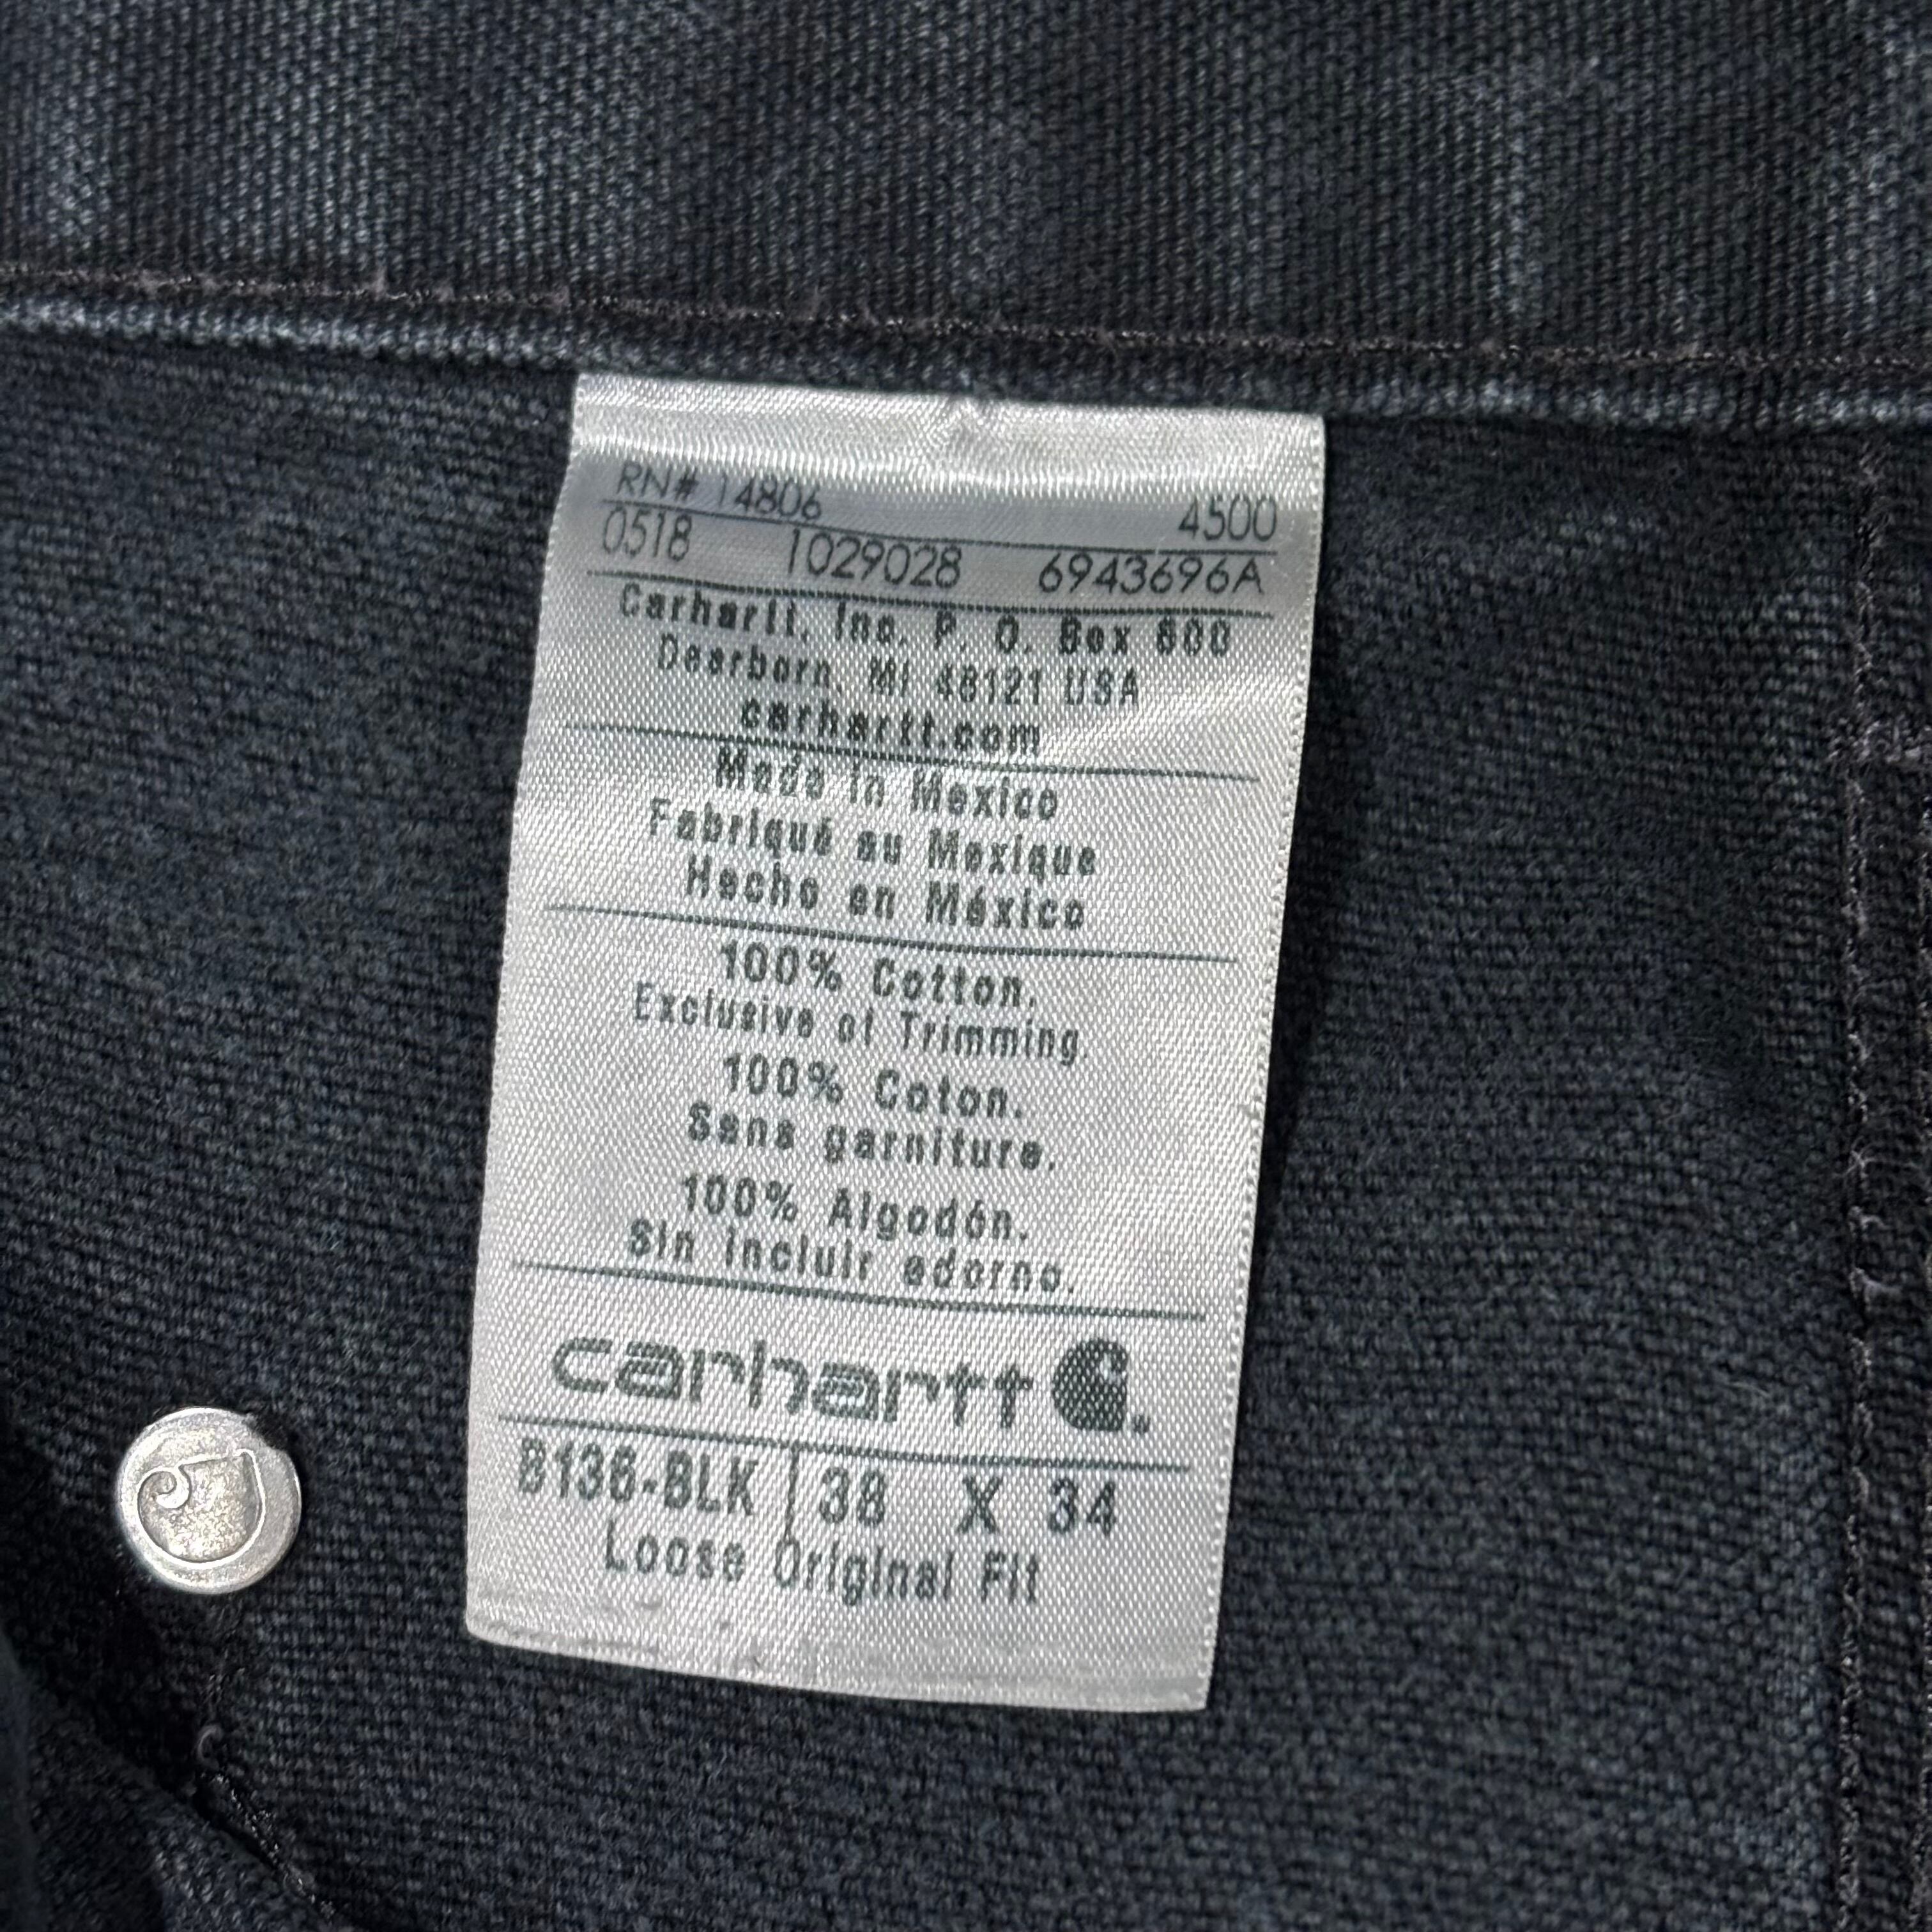 RN# 14806 4500
0518 1029028 6943696A
Carhartt, Inc. P. O. Box 600
Dearborn, MI 48121 USA
carhartt.com
Made in Mexico
Fabriqué au Mexique
Hecho en México
100% Cotton.
Exclusive of Trimming.
100% Coton.
Sans garniture.
100% Algodón.
Sin incluir adorno.
carhartt
B136-BLK 38 X 34
Loose Original Fit